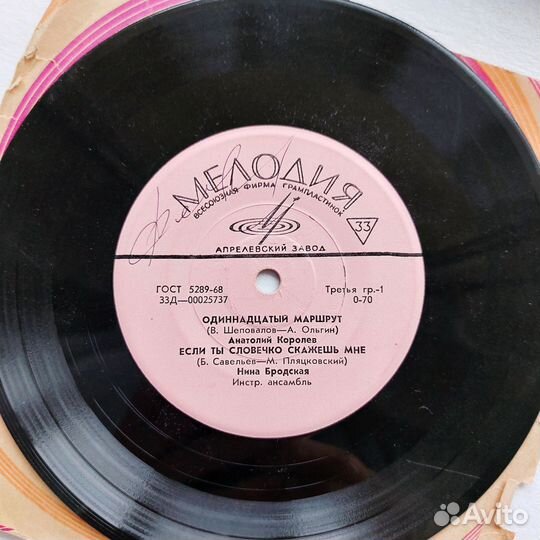 МЕЛОДИЯ
ВСЕСОЮЗНАЯ ФИРМА ГРАМПЛАСТИНОК
33
АПРЕЛЕВСКИЙ ЗАВОД
ГОСТ 5289-68
Третья гр.-1
33Д—00025737
0-70
ОДИННАДЦАТЫЙ МАРШРУТ
(В. Шеповалов—А. Ольгин)
Анатолий Королев
ЕСЛИ ТЫ СЛОВЕЧКО СКАЖЕШЬ МНЕ
(Б. Савельев—М. Пляцковский)
Нина Бродская
Инстр. ансамбль
Avito